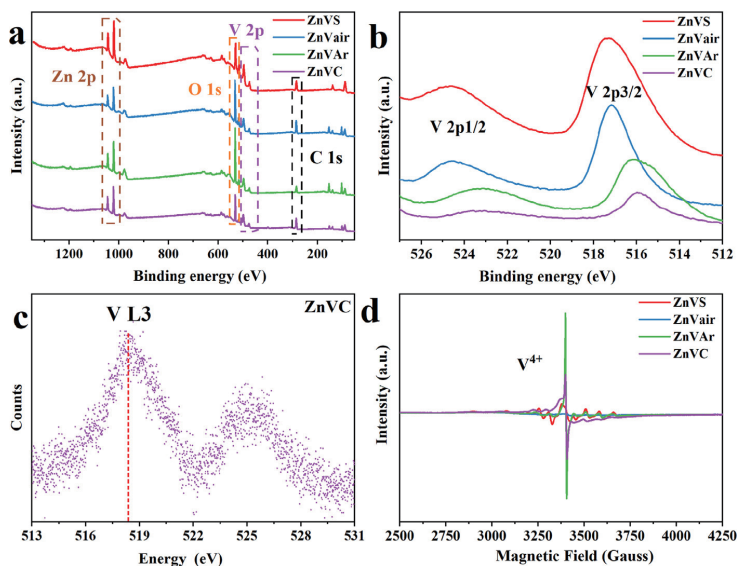 a
ZnVS
ZnVair
ZnVAr
ZnVC
V 2p
Zn 2p
O 1s
C 1s
Intensity (a.u.)
1200 1000 800 600 400 200
Binding energy (eV)
b
ZnVS
ZnVair
ZnVAr
ZnVC
V 2p3/2
V 2p1/2
Intensity (a.u.)
526 524 522 520 518 516 514 512
Binding energy (eV)
c
V L3
ZnVC
Counts
513 516 519 522 525 528 531
Energy (eV)
d
ZnVS
ZnVair
ZnVAr
ZnVC
V⁴⁺
Intensity (a.u.)
2500 2750 3000 3250 3500 3750 4000 4250
Magnetic Field (Gauss)